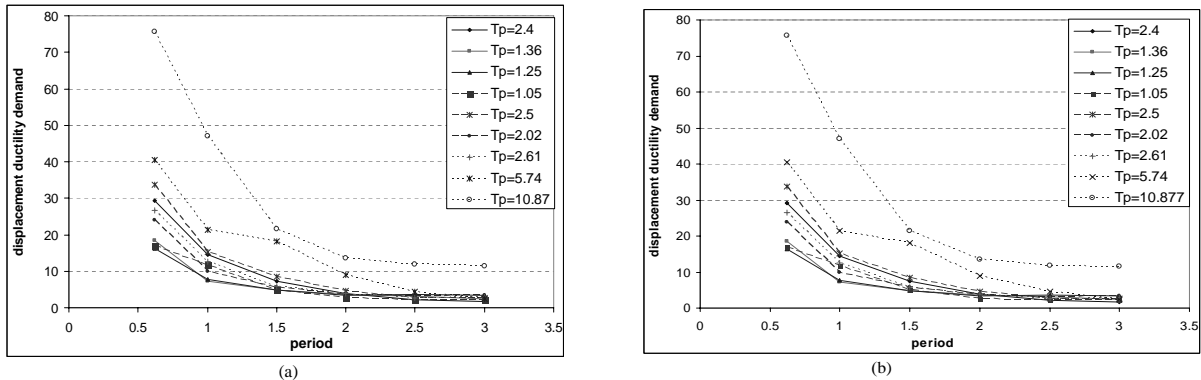 displacement ductility demand
80
70
60
50
40
30
20
10
0
0 0.5 1 1.5 2 2.5 3 3.5
period
Tp=2.4
Tp=1.36
Tp=1.25
Tp=1.05
Tp=2.5
Tp=2.02
Tp=2.61
Tp=5.74
Tp=10.87
(a)
displacement ductility demand
80
70
60
50
40
30
20
10
0
0 0.5 1 1.5 2 2.5 3 3.5
period
Tp=2.4
Tp=1.36
Tp=1.25
Tp=1.05
Tp=2.5
Tp=2.02
Tp=2.61
Tp=5.74
Tp=10.877
(b)